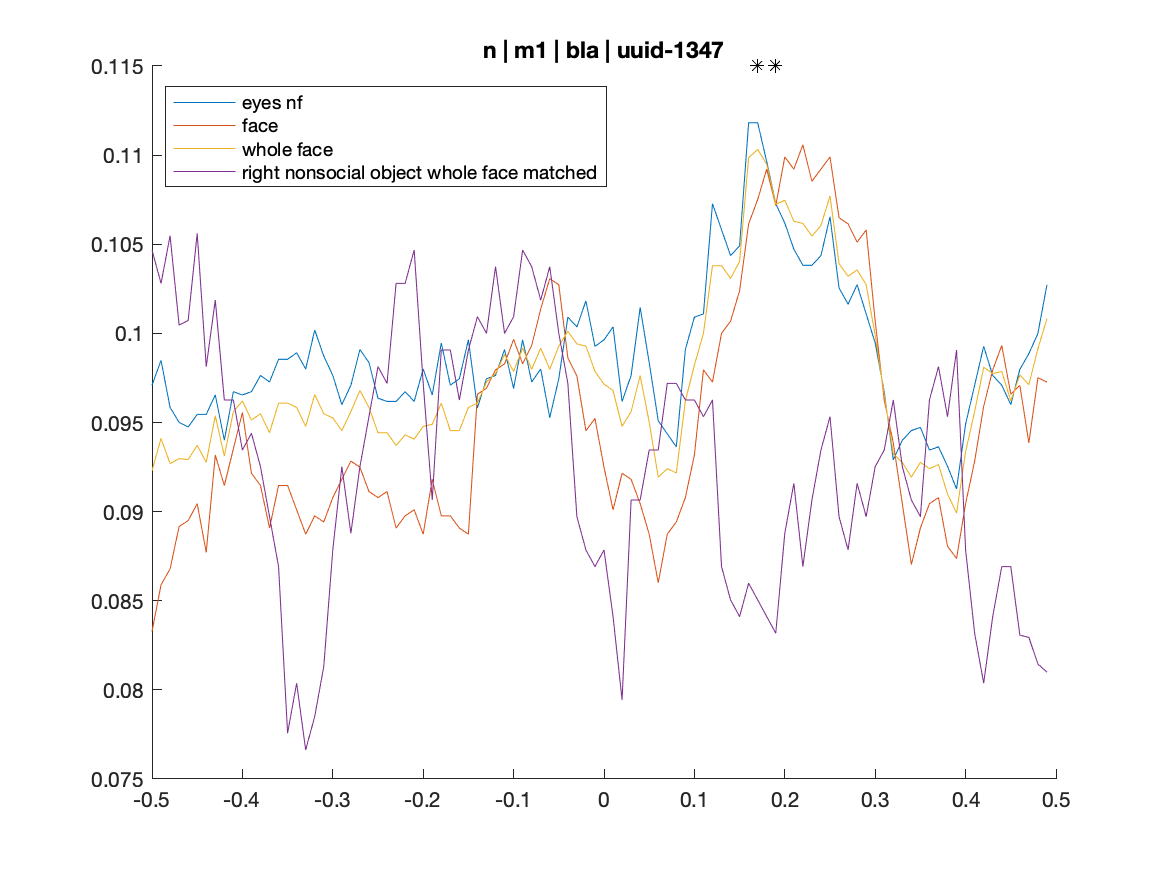 n | m1 | bla | uuid-1347
**
0.115
eyes nf
face
whole face
right nonsocial object whole face matched
0.11
0.105
0.1
0.095
0.09
0.085
0.08
0.075
-0.5 -0.4 -0.3 -0.2 -0.1 0 0.1 0.2 0.3 0.4 0.5